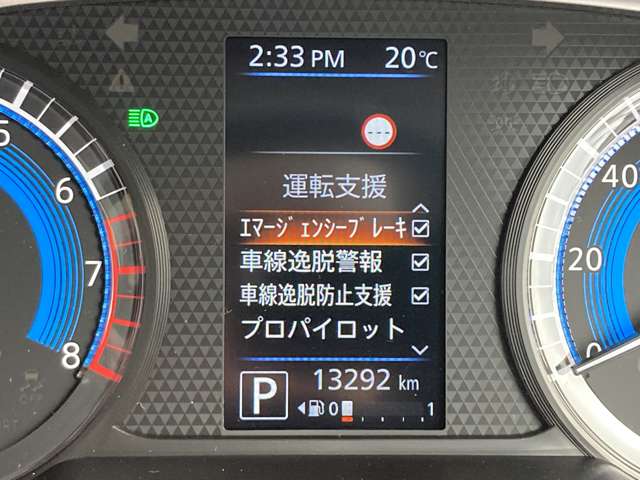 2:33 PM 20℃
---
運転支援
ｴﾏｰｼﾞｪﾝｼｰﾌﾞﾚｰｷ
車線逸脱警報
車線逸脱防止支援
プロパイロット
P 13292 km
0 1
A
5
6
7
8
40
20
0
OFF